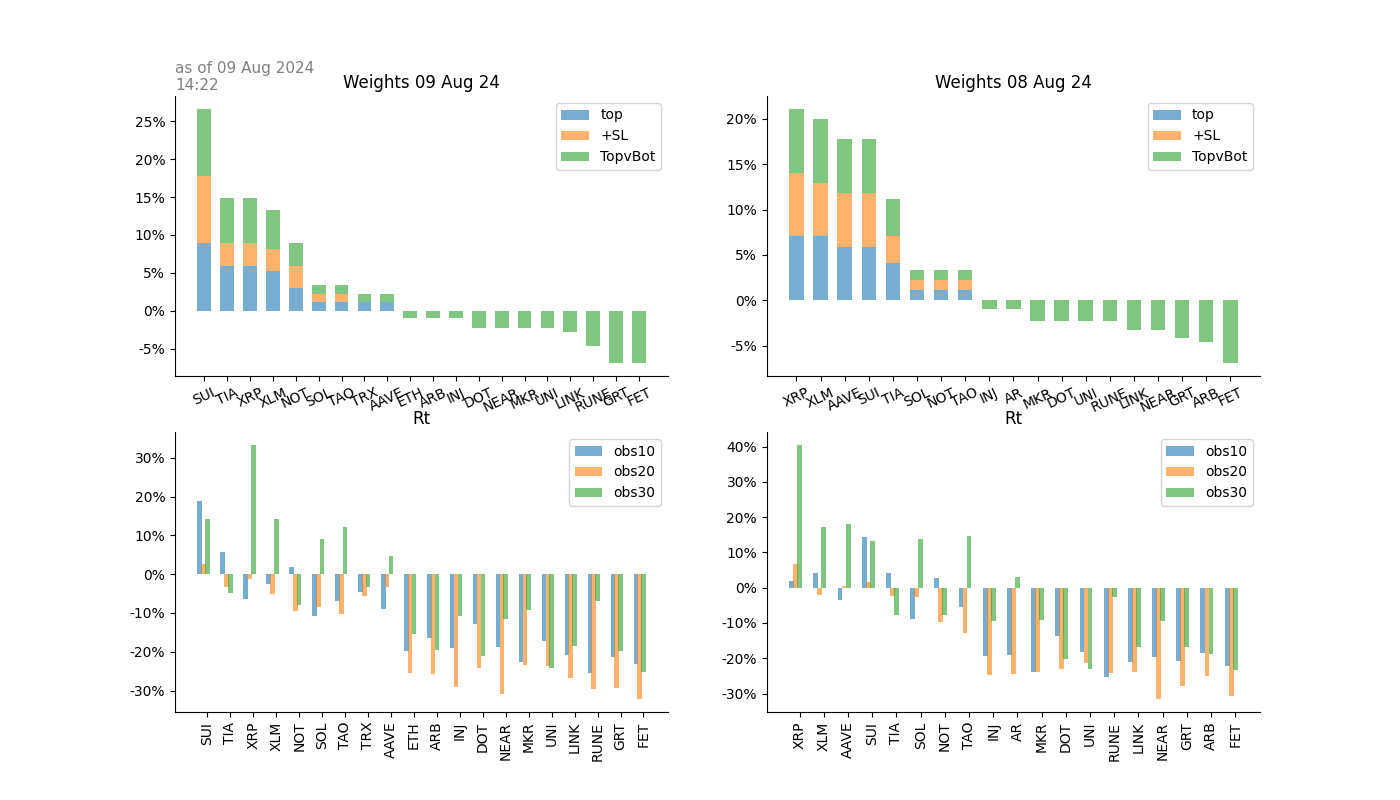 as of 09 Aug 2024
14:22
Weights 09 Aug 24
25%
20%
15%
10%
5%
0%
-5%
top
+SL
TopvBot
SUI TIA XRP XLM NOT SOL TAO TRX AAVE ETH ARB INJ DOT NEAR MKR UNI LINK RUNE GRT FET
Weights 08 Aug 24
20%
15%
10%
5%
0%
-5%
top
+SL
TopvBot
XRP XLM AAVE SUI TIA SOL NOT TAO INJ AR MKR DOT UNI RUNE LINK NEAR GRT ARB FET
Rt
30%
20%
10%
0%
-10%
-20%
-30%
obs10
obs20
obs30
SUI TIA XRP XLM NOT SOL TAO TRX AAVE ETH ARB INJ DOT NEAR MKR UNI LINK RUNE GRT FET
Rt
40%
30%
20%
10%
0%
-10%
-20%
-30%
obs10
obs20
obs30
XRP XLM AAVE SUI TIA SOL NOT TAO INJ AR MKR DOT UNI RUNE LINK NEAR GRT ARB FET